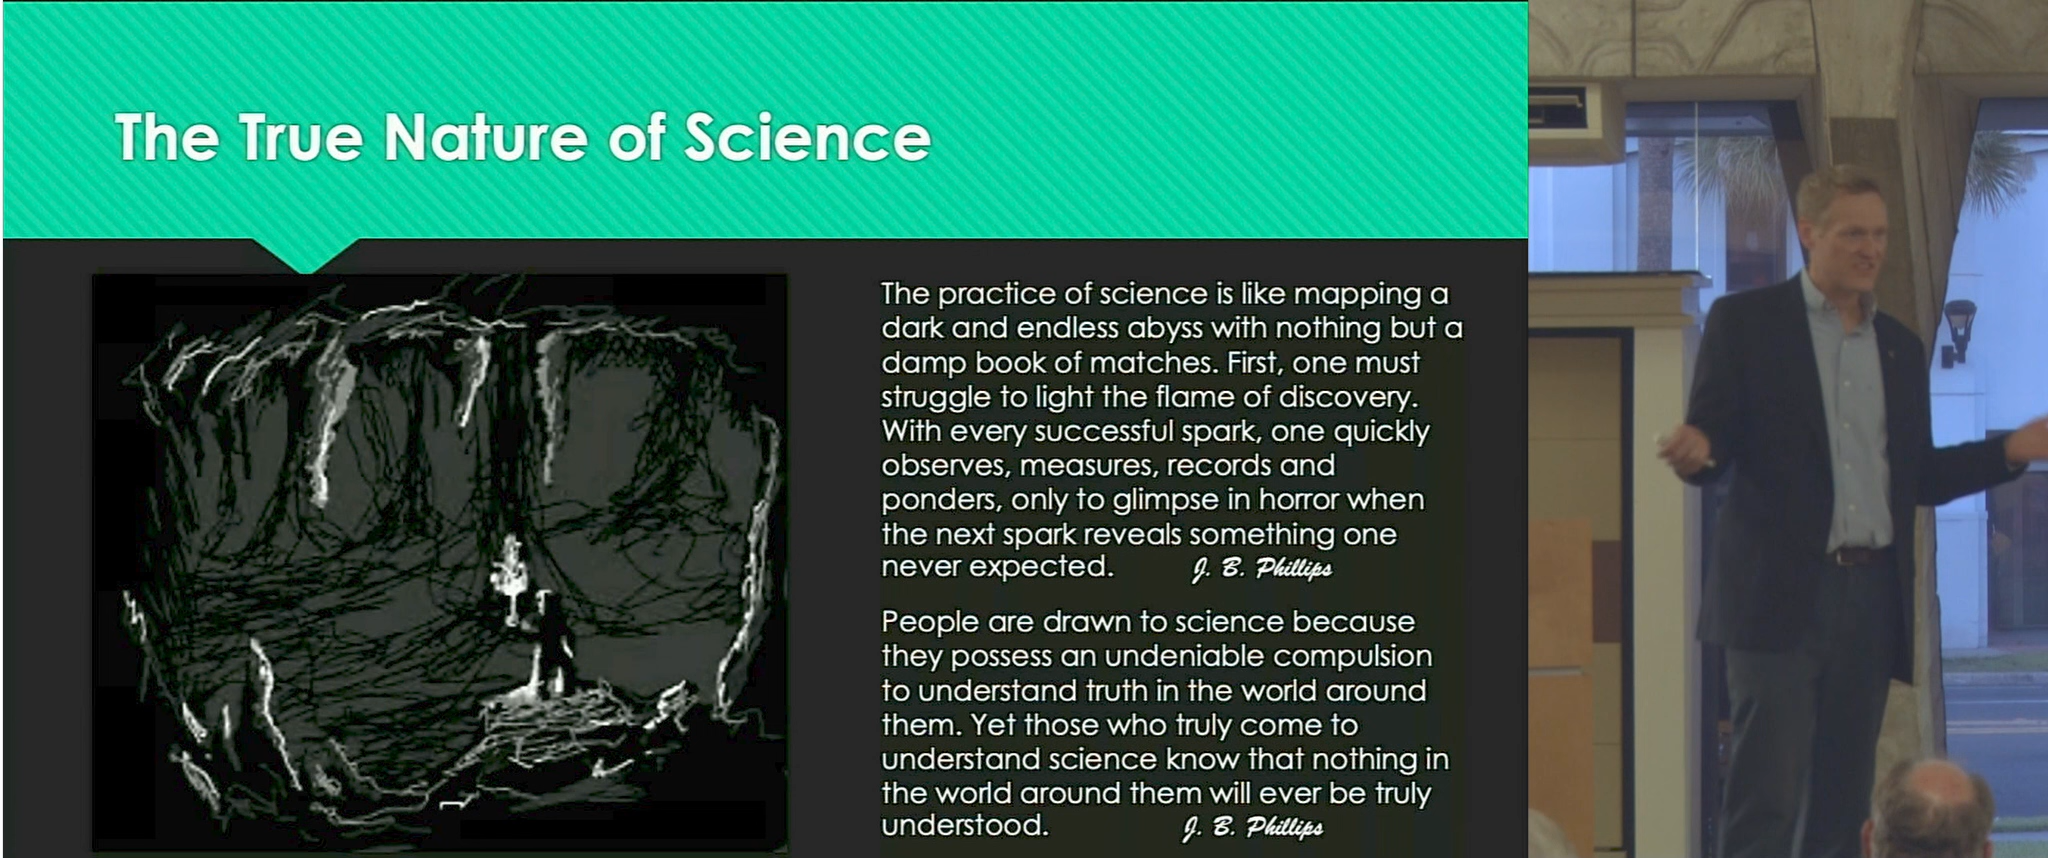 The True Nature of Science
The practice of science is like mapping a
dark and endless abyss with nothing but a
damp book of matches. First, one must
struggle to light the flame of discovery.
With every successful spark, one quickly
observes, measures, records and
ponders, only to glimpse in horror when
the next spark reveals something one
never expected. J. B. Phillips
People are drawn to science because
they possess an undeniable compulsion
to understand truth in the world around
them. Yet those who truly come to
understand science know that nothing in
the world around them will ever be truly
understood. J. B. Phillips